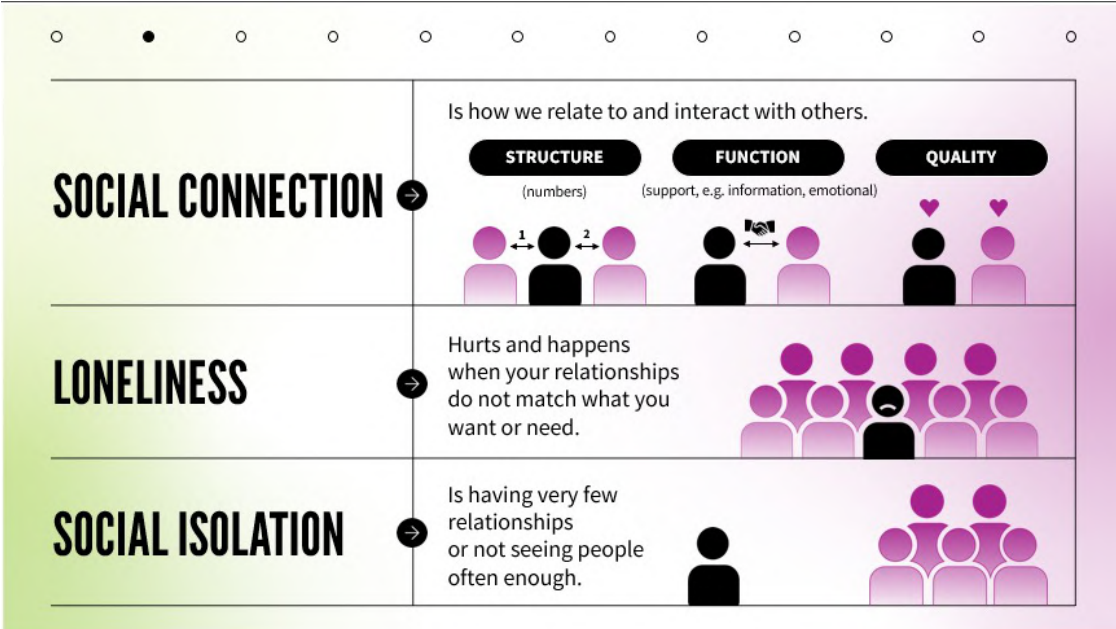 Is how we relate to and interact with others.
STRUCTURE
FUNCTION
QUALITY
(numbers)
(support, e.g. information, emotional)
SOCIAL CONNECTION
1
2
LONELINESS
Hurts and happens
when your relationships
do not match what you
want or need.
SOCIAL ISOLATION
Is having very few
relationships
or not seeing people
often enough.